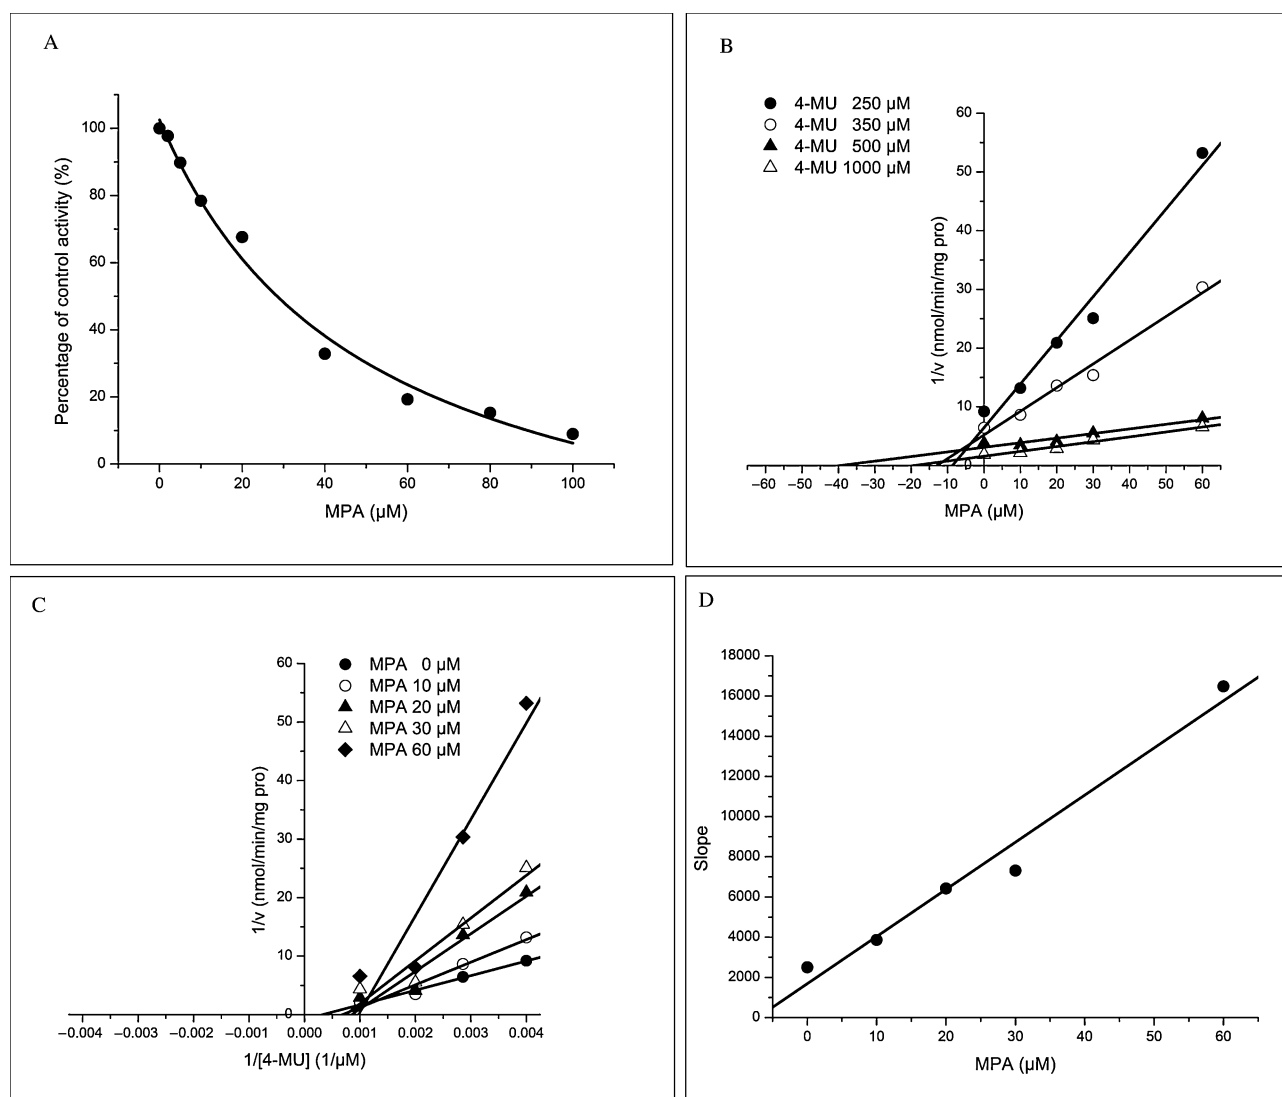 A
Percentage of control activity (%)
100
80
60
40
20
0
0 20 40 60 80 100
MPA (µM)
B
4-MU 250 µM
4-MU 350 µM
4-MU 500 µM
4-MU 1000 µM
1/v (nmol/min/mg pro)
60
50
40
30
20
10
0
−60 −50 −40 −30 −20 −10 0 10 20 30 40 50 60
MPA (µM)
C
MPA 0 µM
MPA 10 µM
MPA 20 µM
MPA 30 µM
MPA 60 µM
1/v (nmol/min/mg pro)
60
50
40
30
20
10
0
−0.004 −0.003 −0.002 −0.001 0.000 0.001 0.002 0.003 0.004
1/[4-MU] (1/µM)
D
Slope
18000
16000
14000
12000
10000
8000
6000
4000
2000
0
0 10 20 30 40 50 60
MPA (µM)